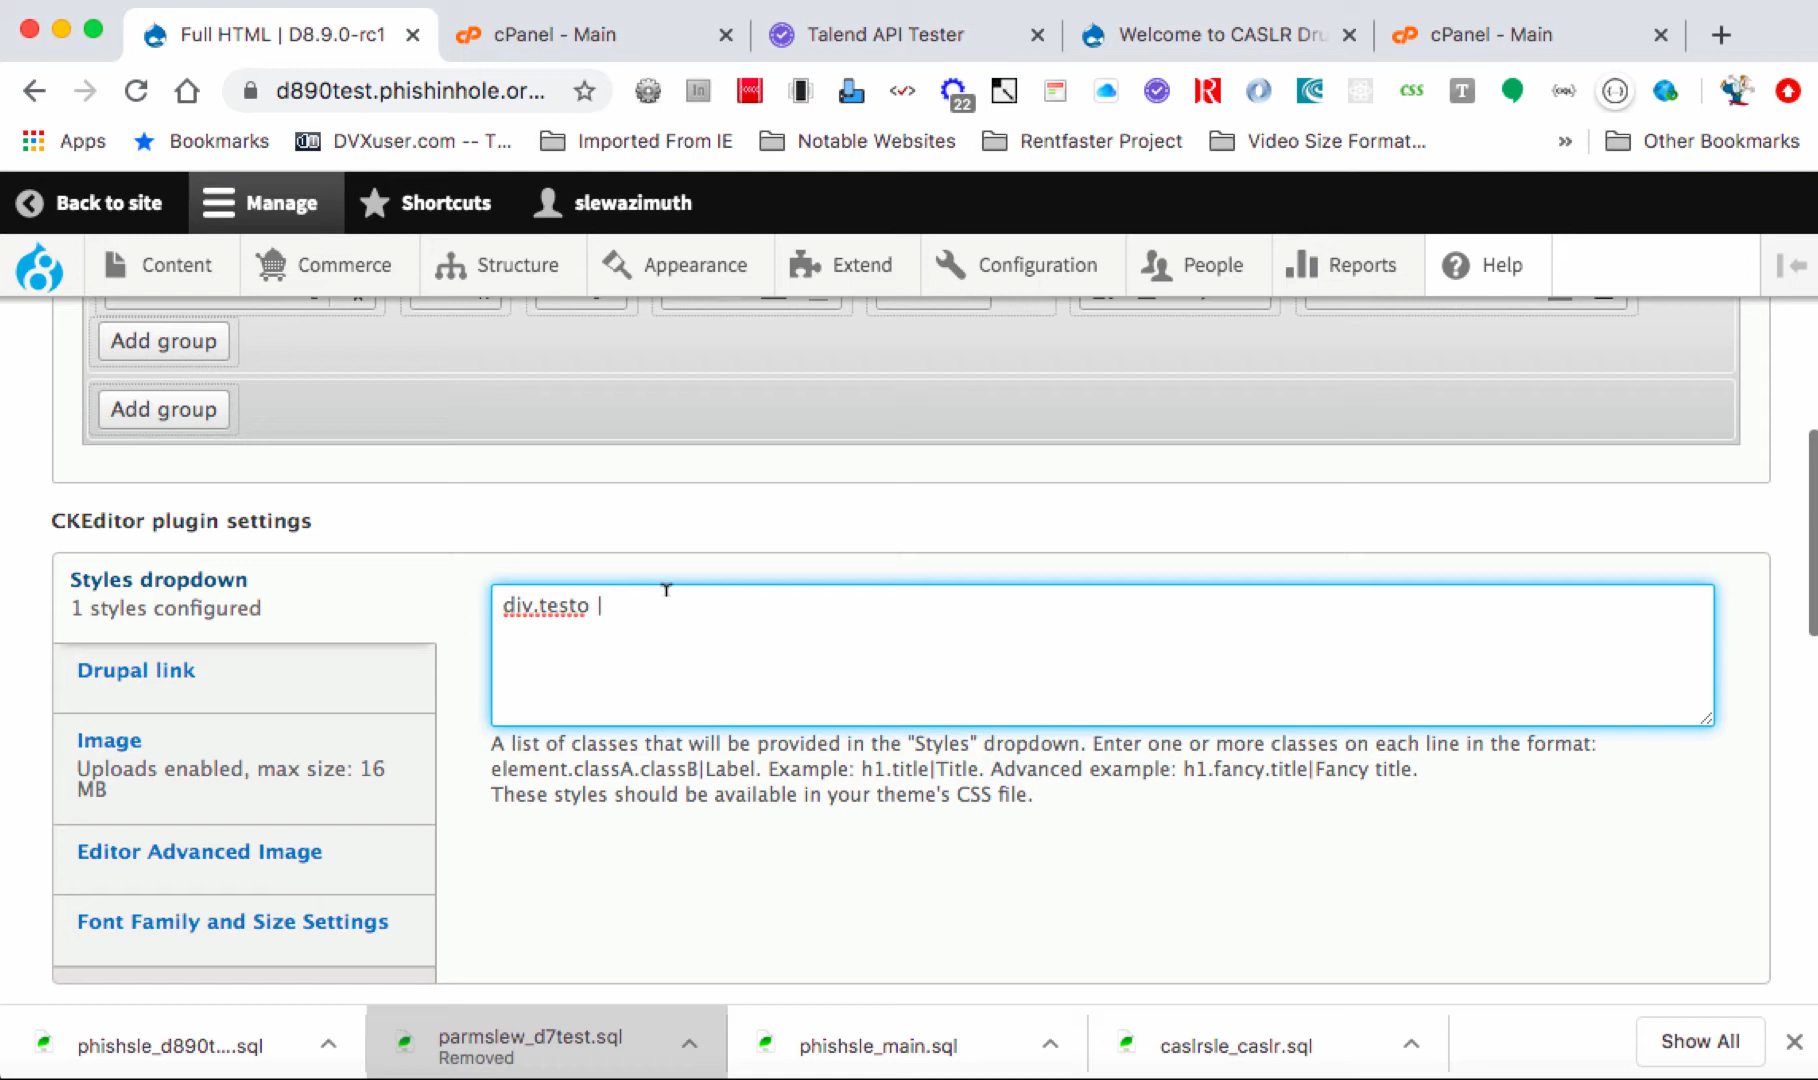 Full HTML | D8.9.0-rc1
cPanel - Main
Talend API Tester
Welcome to CASLR Dru
cPanel - Main
d890test.phishinhole.or...
In
22
CSS
T
Apps
Bookmarks
du
DVXuser.com -- T...
Imported From IE
Notable Websites
Rentfaster Project
Video Size Format...
»
Other Bookmarks
Back to site
Manage
Shortcuts
slewazimuth
Content
Commerce
Structure
Appearance
Extend
Configuration
People
Reports
Help
Add group
Add group
CKEditor plugin settings
Styles dropdown
1 styles configured
div.testo |
Drupal link
Image
Uploads enabled, max size: 16
MB
Editor Advanced Image
Font Family and Size Settings
A list of classes that will be provided in the "Styles" dropdown. Enter one or more classes on each line in the format:
element.classA.classB|Label. Example: h1.title|Title. Advanced example: h1.fancy.title|Fancy title.
These styles should be available in your theme's CSS file.
phishsle_d890t....sql
parmslew_d7test.sql
Removed
phishsle_main.sql
caslrsle_caslr.sql
Show All